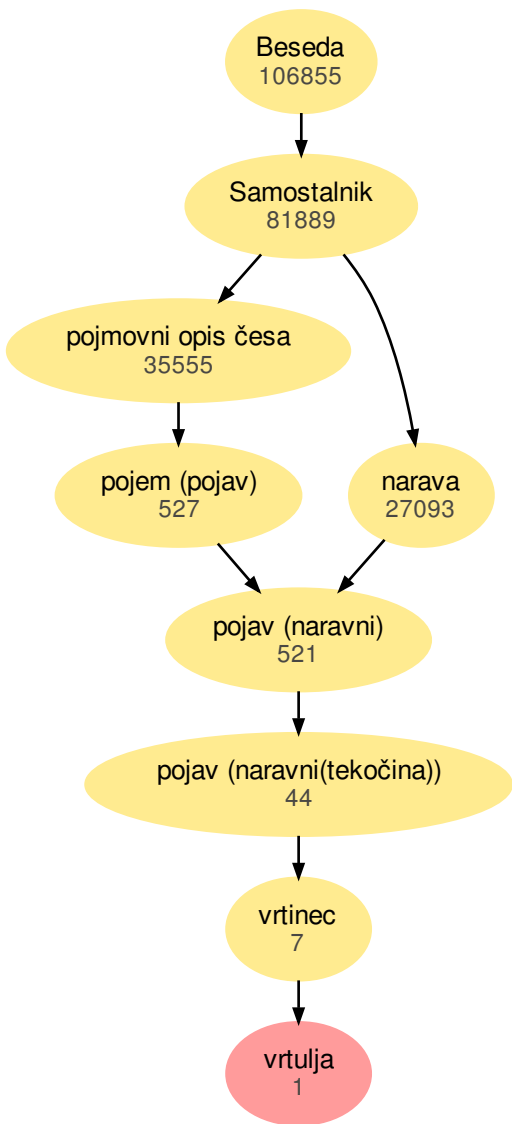 Beseda
106855
Samostalnik
81889
pojmovni opis česa
35555
pojem (pojav)
527
narava
27093
pojav (naravni)
521
pojav (naravni(tekočina))
44
vrtinec
7
vrtulja
1